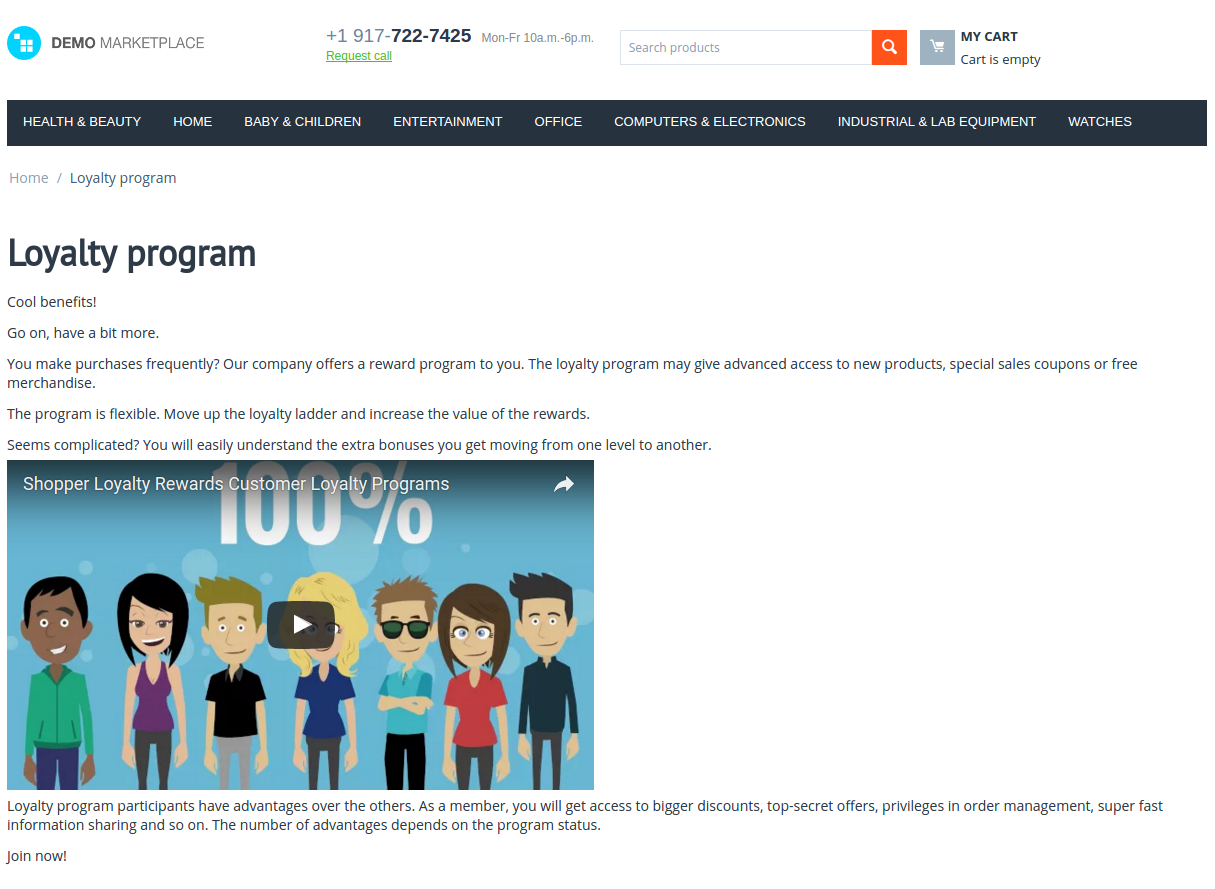 DEMO MARKETPLACE
+1 917-722-7425 Mon-Fr 10a.m.-6p.m.
Request call
Search products
MY CART
Cart is empty
HEALTH & BEAUTY HOME BABY & CHILDREN ENTERTAINMENT OFFICE COMPUTERS & ELECTRONICS INDUSTRIAL & LAB EQUIPMENT WATCHES
Home / Loyalty program
Loyalty program
Cool benefits!
Go on, have a bit more.
You make purchases frequently? Our company offers a reward program to you. The loyalty program may give advanced access to new products, special sales coupons or free
merchandise.
The program is flexible. Move up the loyalty ladder and increase the value of the rewards.
Seems complicated? You will easily understand the extra bonuses you get moving from one level to another.
Shopper Loyalty Rewards Customer Loyalty Programs
100%
Loyalty program participants have advantages over the others. As a member, you will get access to bigger discounts, top-secret offers, privileges in order management, super fast
information sharing and so on. The number of advantages depends on the program status.
Join now!